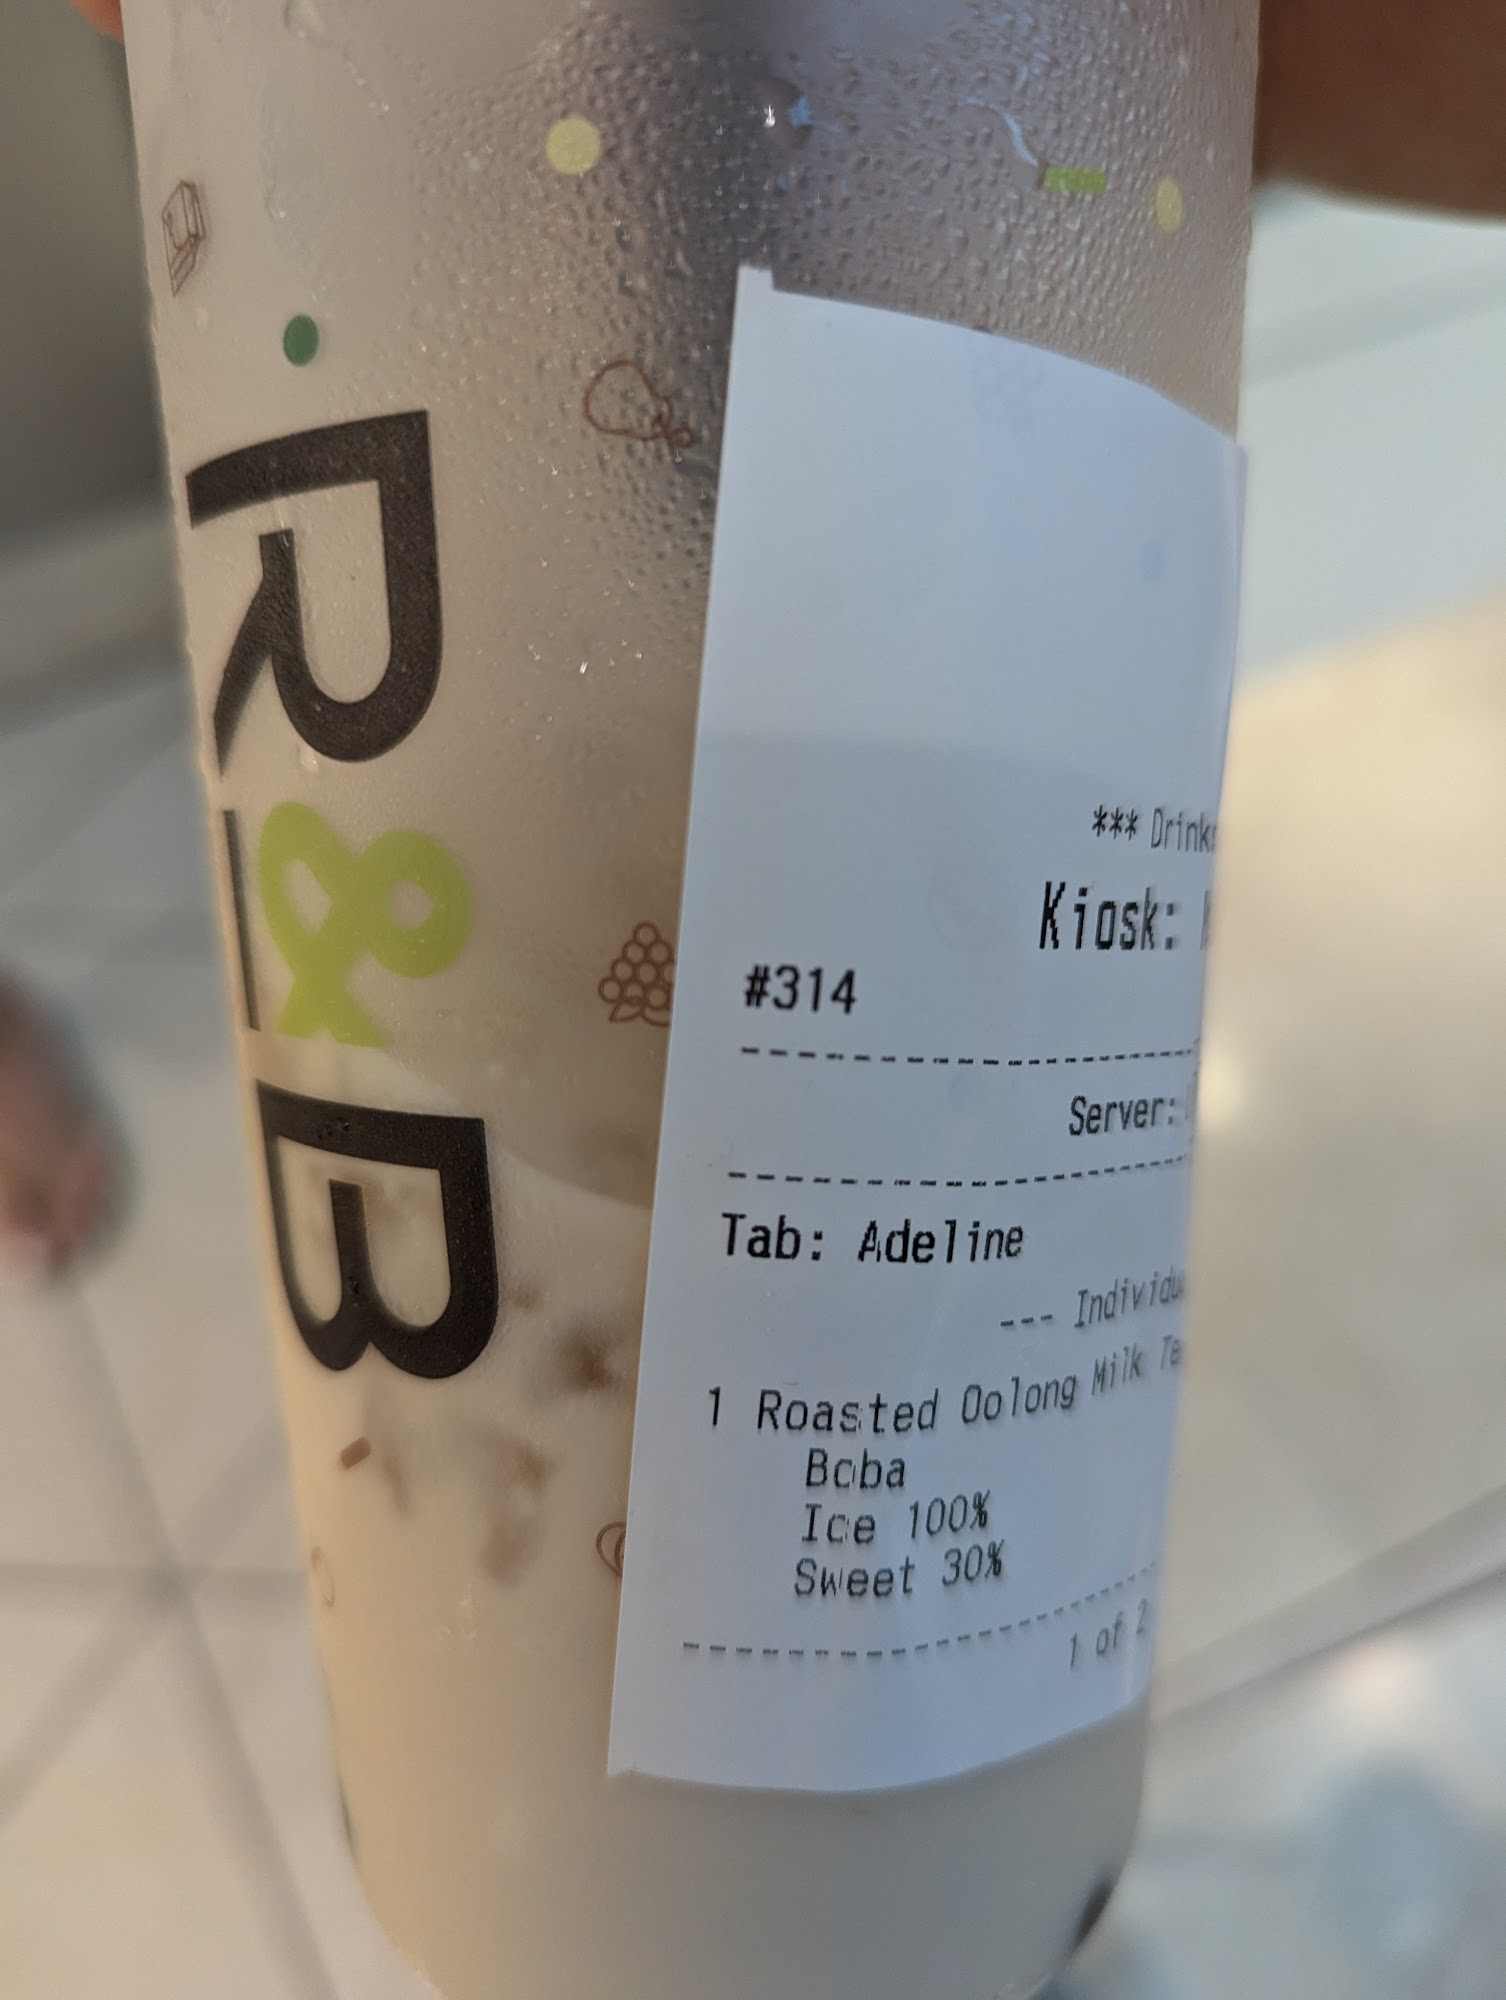 R&B
*** Drinks
Kiosk:
#314
Server:
Tab: Adeline
--- Individu
1 Roasted Oolong Milk Te
Boba
Ice 100%
Sweet 30%
1 of 2